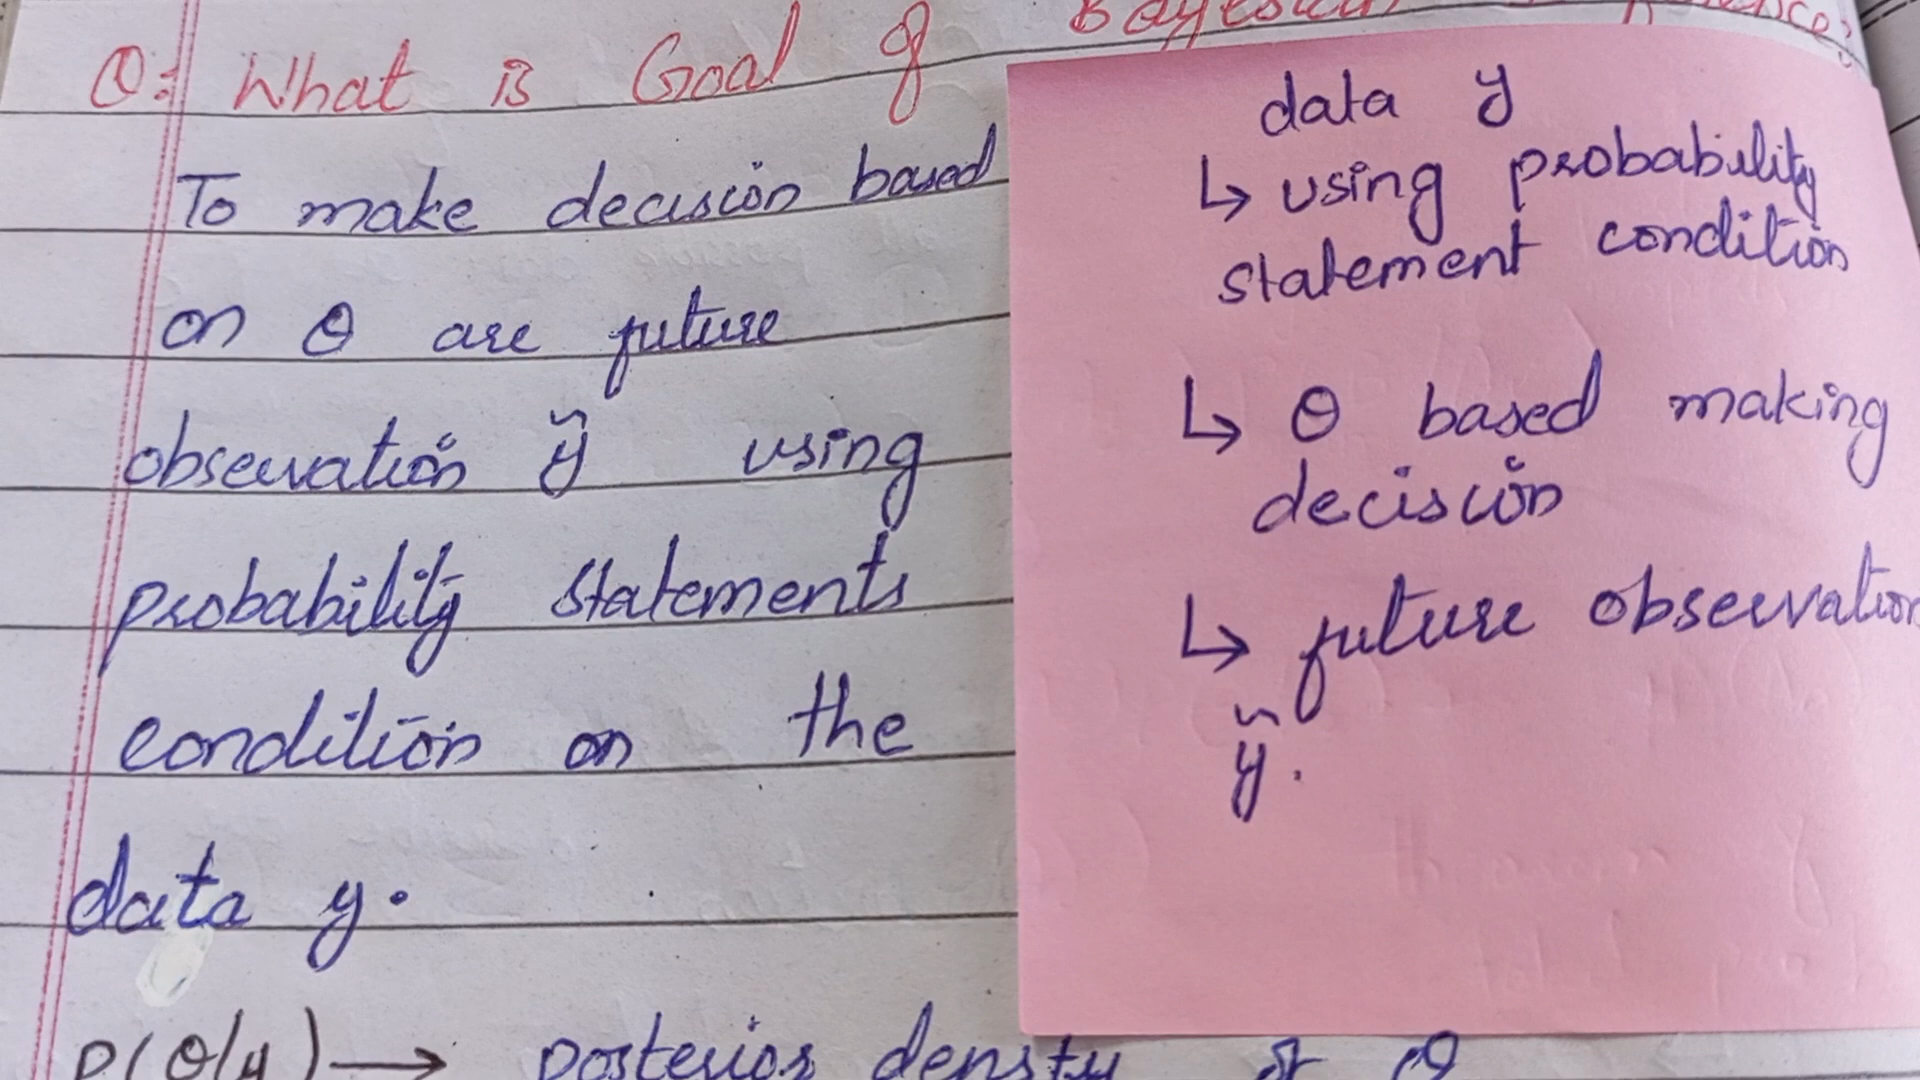 Q: What is Goal of Bayesian
To make decision based
on θ are future
observation ỹ using
probability statements
condition on the
data y.
p(θ/y) → posterior density of θ
data y
↳ using probability
statement condition
↳ θ based making
decision
↳ future observation
ỹ.